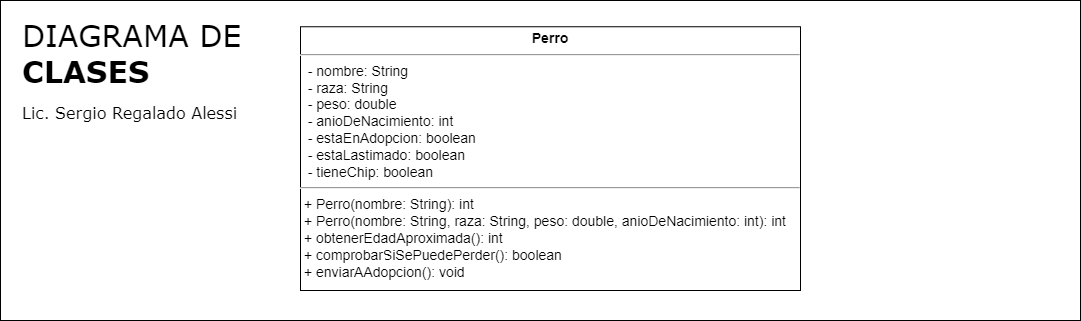 DIAGRAMA DE
CLASES
Lic. Sergio Regalado Alessi
Perro
- nombre: String
- raza: String
- peso: double
- anioDeNacimiento: int
- estaEnAdopcion: boolean
- estaLastimado: boolean
- tieneChip: boolean
+ Perro(nombre: String): int
+ Perro(nombre: String, raza: String, peso: double, anioDeNacimiento: int): int
+ obtenerEdadAproximada(): int
+ comprobarSiSePuedePerder(): boolean
+ enviarAAdopcion(): void